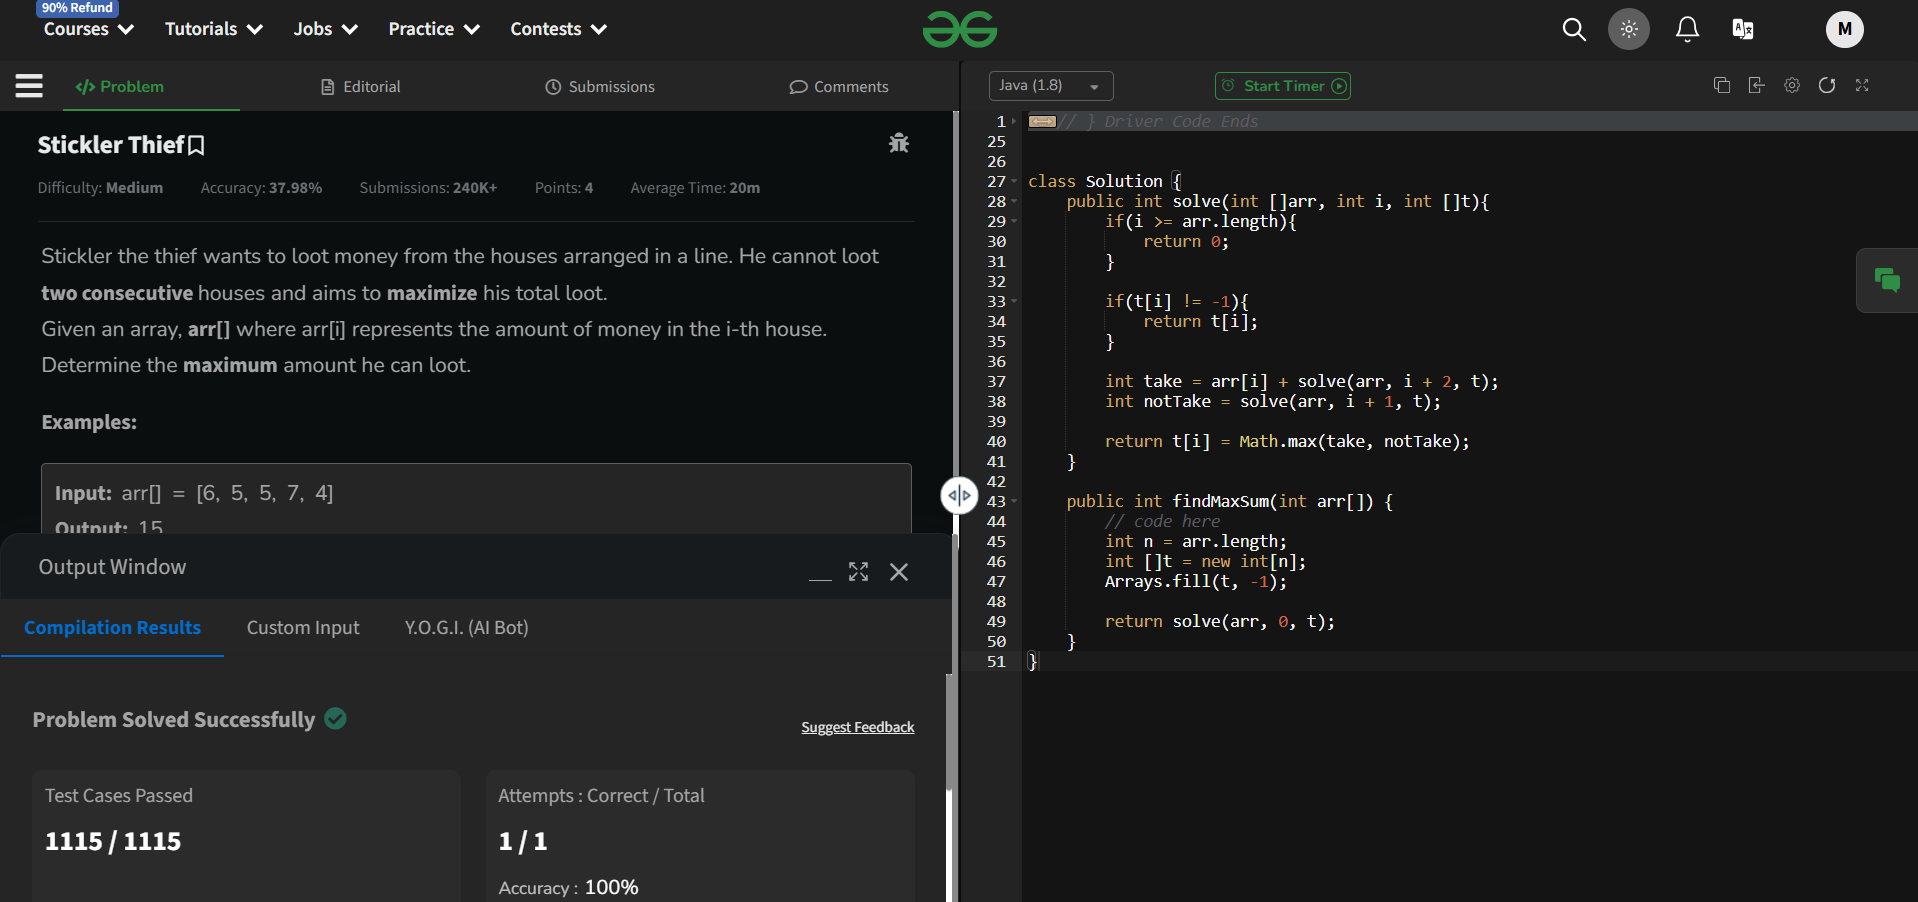 90% Refund
Courses Tutorials Jobs Practice Contests
M
Problem Editorial Submissions Comments
Stickler Thief
Difficulty: Medium Accuracy: 37.98% Submissions: 240K+ Points: 4 Average Time: 20m
Stickler the thief wants to loot money from the houses arranged in a line. He cannot loot
two consecutive houses and aims to maximize his total loot.
Given an array, arr[] where arr[i] represents the amount of money in the i-th house.
Determine the maximum amount he can loot.
Examples:
Input: arr[] = [6, 5, 5, 7, 4]
Output: 15
Output Window
Compilation Results Custom Input Y.O.G.I. (AI Bot)
Problem Solved Successfully
Suggest Feedback
Test Cases Passed
1115 / 1115
Attempts : Correct / Total
1 / 1
Accuracy : 100%
Java (1.8) Start Timer
1 // } Driver Code Ends
25
26
27 class Solution {
28 public int solve(int []arr, int i, int []t){
29 if(i >= arr.length){
30 return 0;
31 }
32
33 if(t[i] != -1){
34 return t[i];
35 }
36
37 int take = arr[i] + solve(arr, i + 2, t);
38 int notTake = solve(arr, i + 1, t);
39
40 return t[i] = Math.max(take, notTake);
41 }
42
43 public int findMaxSum(int arr[]) {
44 // code here
45 int n = arr.length;
46 int []t = new int[n];
47 Arrays.fill(t, -1);
48
49 return solve(arr, 0, t);
50 }
51 }